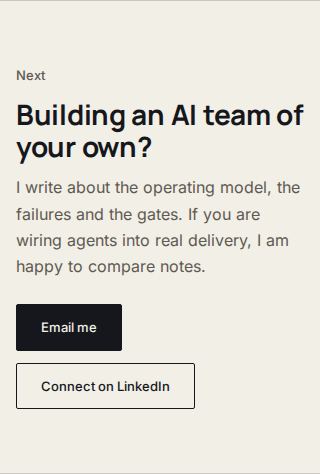 Next
Building an AI team of
your own?
I write about the operating model, the
failures and the gates. If you are
wiring agents into real delivery, I am
happy to compare notes.
Email me
Connect on LinkedIn